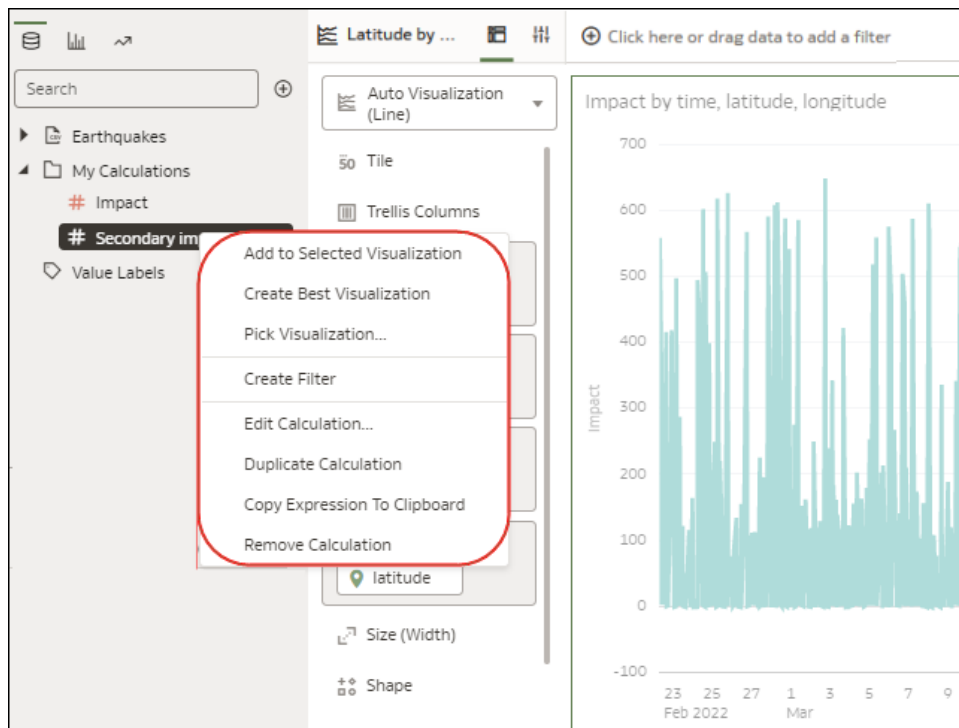 Search
Earthquakes
My Calculations
# Impact
# Secondary im
Value Labels
Add to Selected Visualization
Create Best Visualization
Pick Visualization...
Create Filter
Edit Calculation...
Duplicate Calculation
Copy Expression To Clipboard
Remove Calculation
Latitude by ...
Auto Visualization
(Line)
50 Tile
Trellis Columns
latitude
Size (Width)
Shape
Click here or drag data to add a filter
Impact by time, latitude, longitude
Impact
700
600
500
400
300
200
100
0
-100
23 25 27 1 3 5 7 9
Feb 2022 Mar